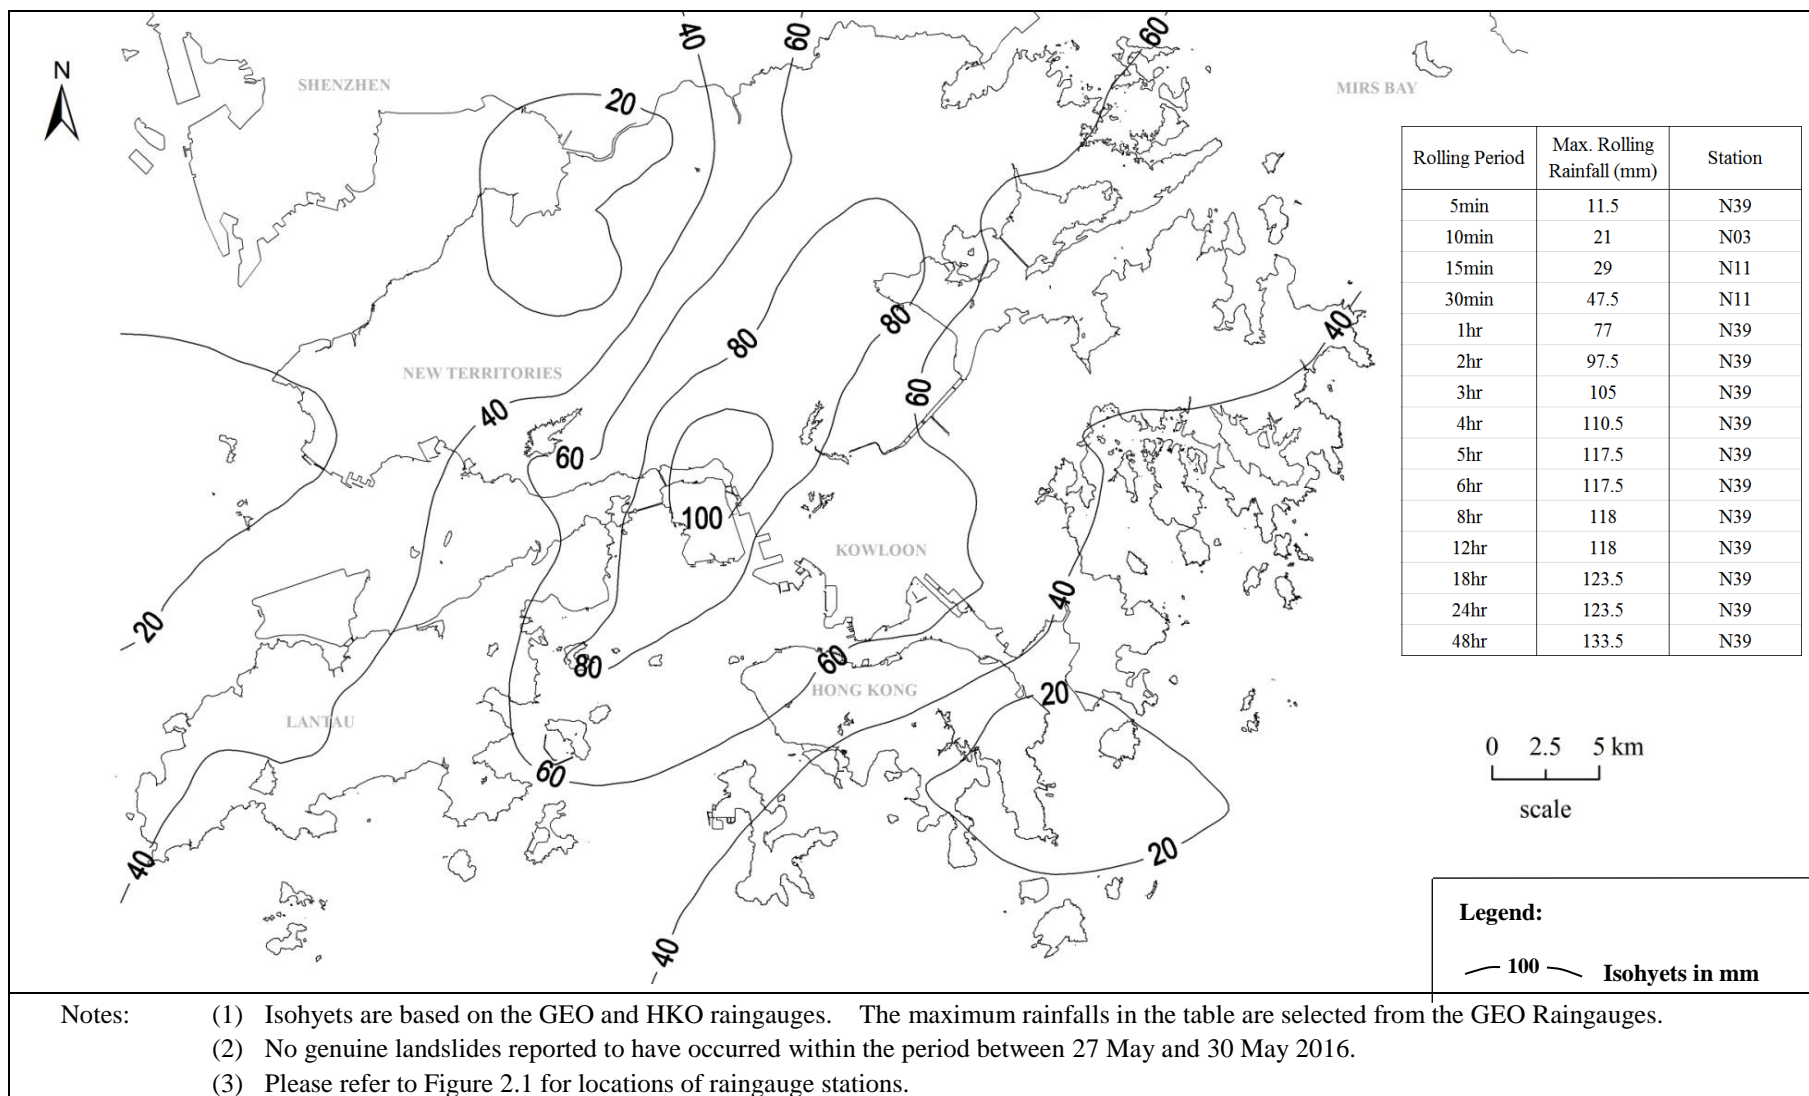 40
60
60
N
SHENZHEN
MIRS BAY
20
Rolling Period Max. Rolling Rainfall (mm) Station
5min 11.5 N39
10min 21 N03
15min 29 N11
30min 47.5 N11
1hr 77 N39
2hr 97.5 N39
3hr 105 N39
4hr 110.5 N39
5hr 117.5 N39
6hr 117.5 N39
8hr 118 N39
12hr 118 N39
18hr 123.5 N39
24hr 123.5 N39
48hr 133.5 N39
80
80
40
NEW TERRITORIES
60
40
60
100
KOWLOON
40
20
80
60
HONG KONG
20
LANTAU
60
20
40
40
0 2.5 5 km
scale
Legend:
100 Isohyets in mm
Notes: (1) Isohyets are based on the GEO and HKO raingauges. The maximum rainfalls in the table are selected from the GEO Raingauges.
(2) No genuine landslides reported to have occurred within the period between 27 May and 30 May 2016.
(3) Please refer to Figure 2.1 for locations of raingauge stations.